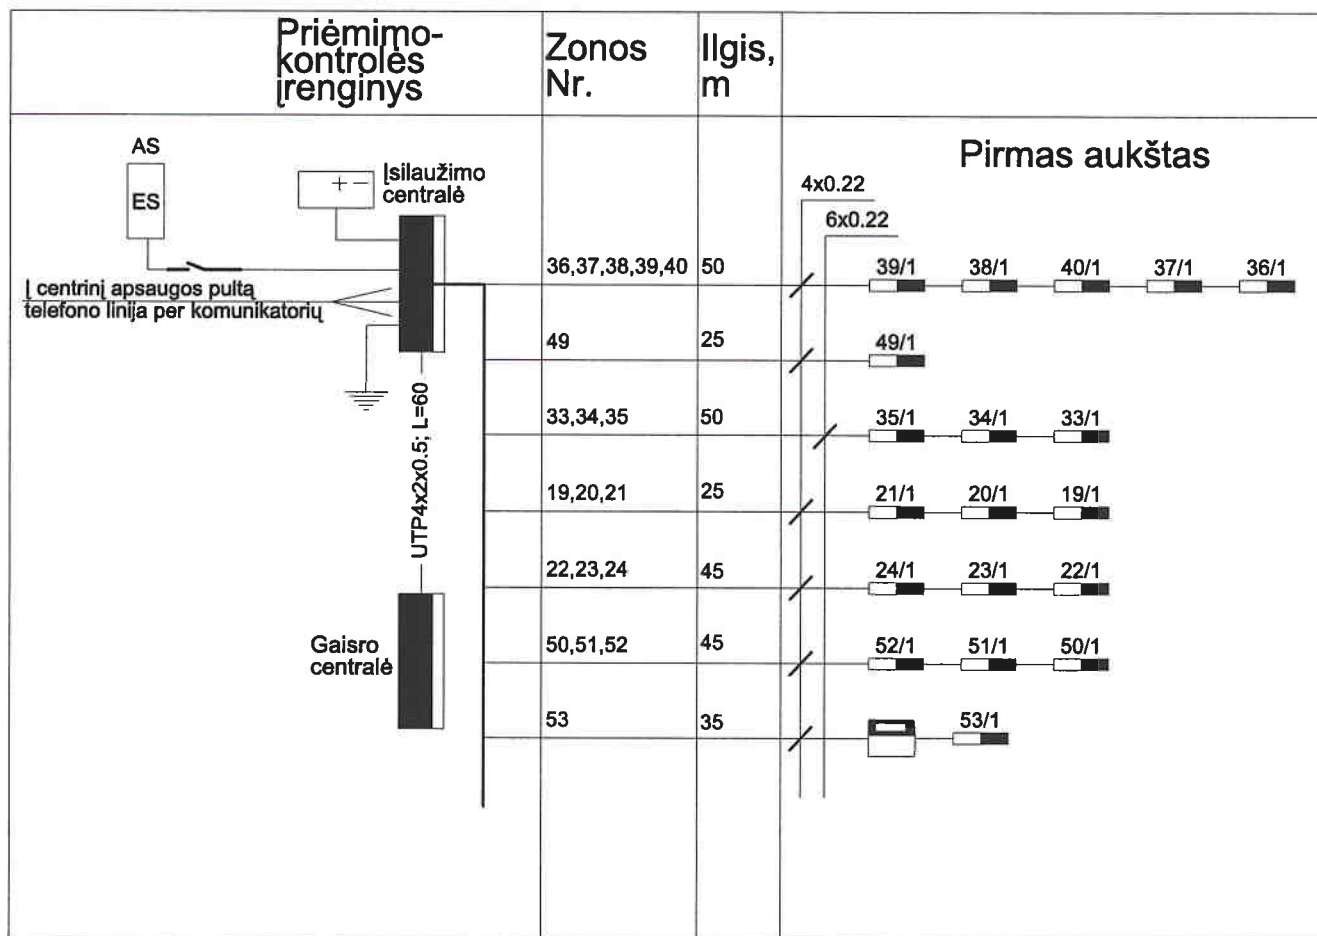 Priėmimo-
kontrolės
įrenginys
Zonos
Nr.
Ilgis,
m
Pirmas aukštas
AS
ES
+ -
Įsilaužimo
centralė
4x0.22
6x0.22
Į centrinį apsaugos pultą
telefono linija per komunikatorių
36,37,38,39,40 50
39/1 38/1 40/1 37/1 36/1
49 25
49/1
33,34,35 50
35/1 34/1 33/1
UTP4x2x0.5; L=60
19,20,21 25
21/1 20/1 19/1
22,23,24 45
24/1 23/1 22/1
Gaisro
centralė
50,51,52 45
52/1 51/1 50/1
53 35
53/1